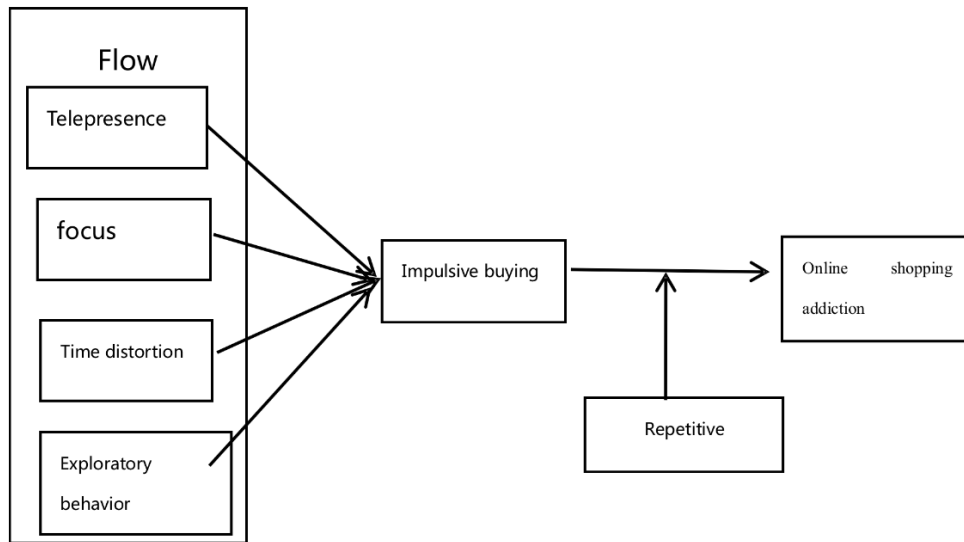 Flow
Telepresence
focus
Time distortion
Exploratory
behavior
Impulsive buying
Online shopping
addiction
Repetitive